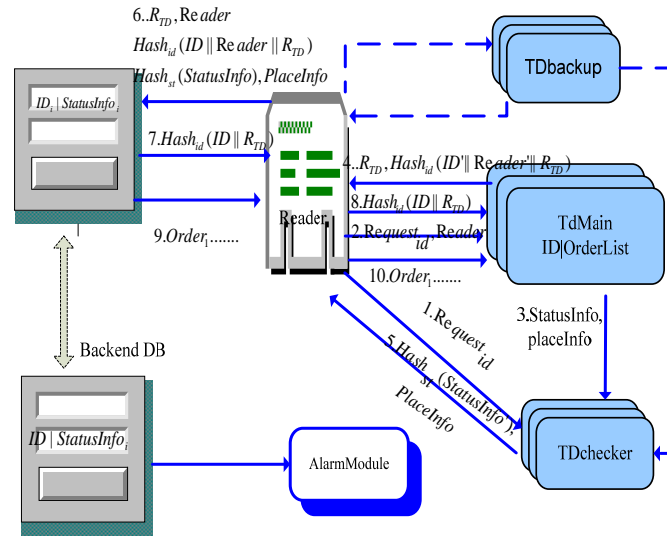 6..R_TD, Reader
Hash_id (ID || Reader || R_TD)
Hash_st (StatusInfo), PlaceInfo
TDbackup
ID_i | StatusInfo_i
7.Hash_id (ID || R_TD)
4..R_TD, Hash_id (ID' || Reader' || R_TD)
8.Hash_id (ID || R_TD)
Reader
2.Request_id, Reader
TdMain
ID|OrderList
9.Order_1.......
10.Order_1.......
1.Request_id
3.StatusInfo,
placeInfo
Backend DB
5.Hash_st (StatusInfo'),
PlaceInfo
ID | StatusInfo_i
AlarmModule
TDchecker